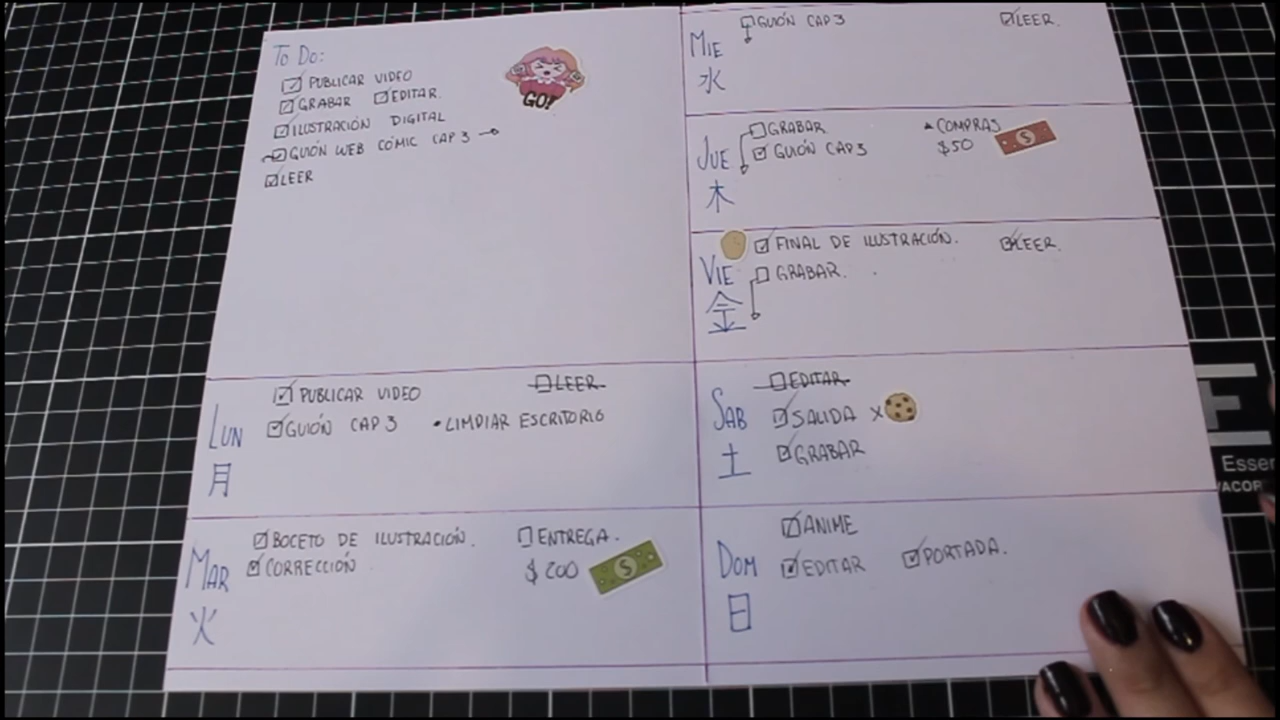 To Do:
PUBLICAR VIDEO
GRABAR EDITAR.
ILUSTRACIÓN DIGITAL
GUIÓN WEB CÓMIC CAP 3
LEER
GO!
LUN
月
PUBLICAR VIDEO LEER
GUIÓN CAP 3 • LIMPIAR ESCRITORIO
MAR
火
BOCETO DE ILUSTRACIÓN. ENTREGA.
CORRECCIÓN $200
$
MIE
水
GUIÓN CAP 3 LEER.
JUE
木
GRABAR. COMPRAS
GUIÓN CAP 3 $50
$
VIE
金
FINAL DE ILUSTRACIÓN. LEER.
GRABAR.
SAB
土
EDITAR
SALIDA X
GRABAR
DOM
日
ANIME
EDITAR PORTADA.